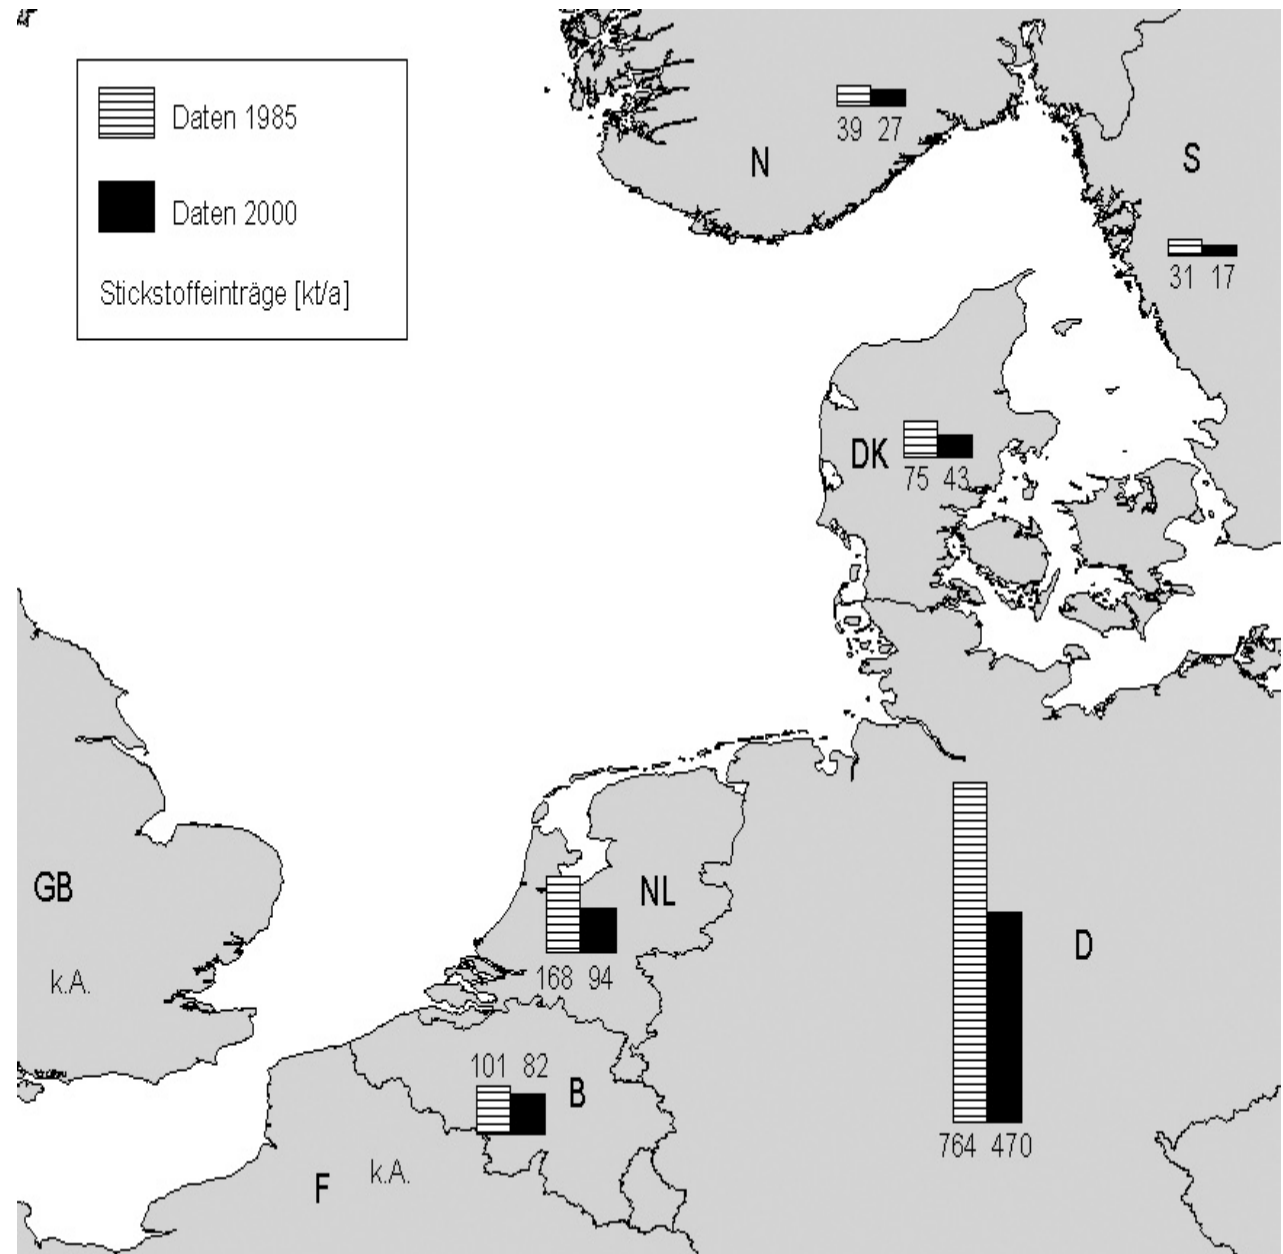 Daten 1985
Daten 2000
Stickstoffeinträge [kt/a]
39 27
N
S
31 17
DK
75 43
GB
k.A.
NL
168 94
D
764 470
101 82
B
F
k.A.